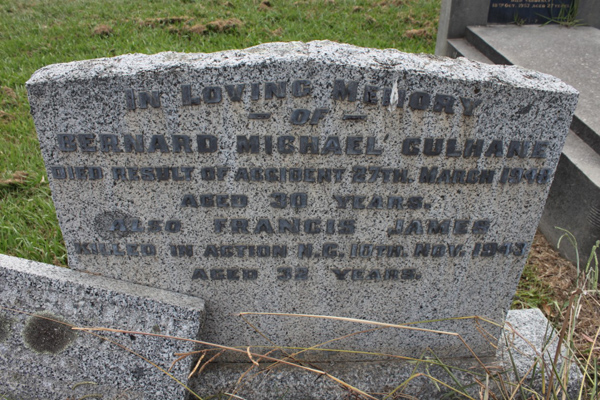 IN LOVING MEMORY
– OF –
BERNARD MICHAEL CULHANE
DIED RESULT OF ACCIDENT 27TH. MARCH 1946
AGED 30 YEARS.
ALSO FRANCIS JAMES
KILLED IN ACTION N.G. 10TH. NOV. 1943
AGED 32 YEARS.